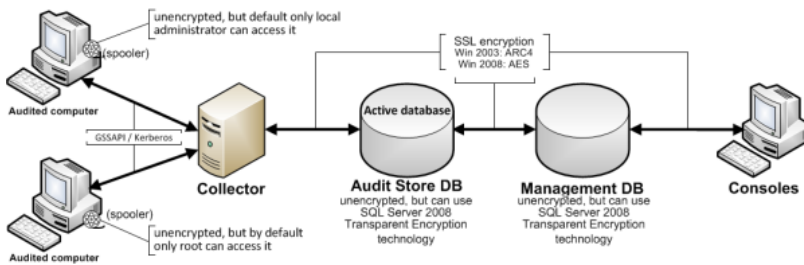 unencrypted, but default only local
administrator can access it
(spooler)
Audited computer
GSSAPI / Kerberos
(spooler)
unencrypted, but by default
only root can access it
Audited computer
Collector
SSL encryption
Win 2003: ARC4
Win 2008: AES
Active database
Audit Store DB
unencrypted, but can use
SQL Server 2008
Transparent Encryption
technology
Management DB
unencrypted, but can use
SQL Server 2008
Transparent Encryption
technology
Consoles